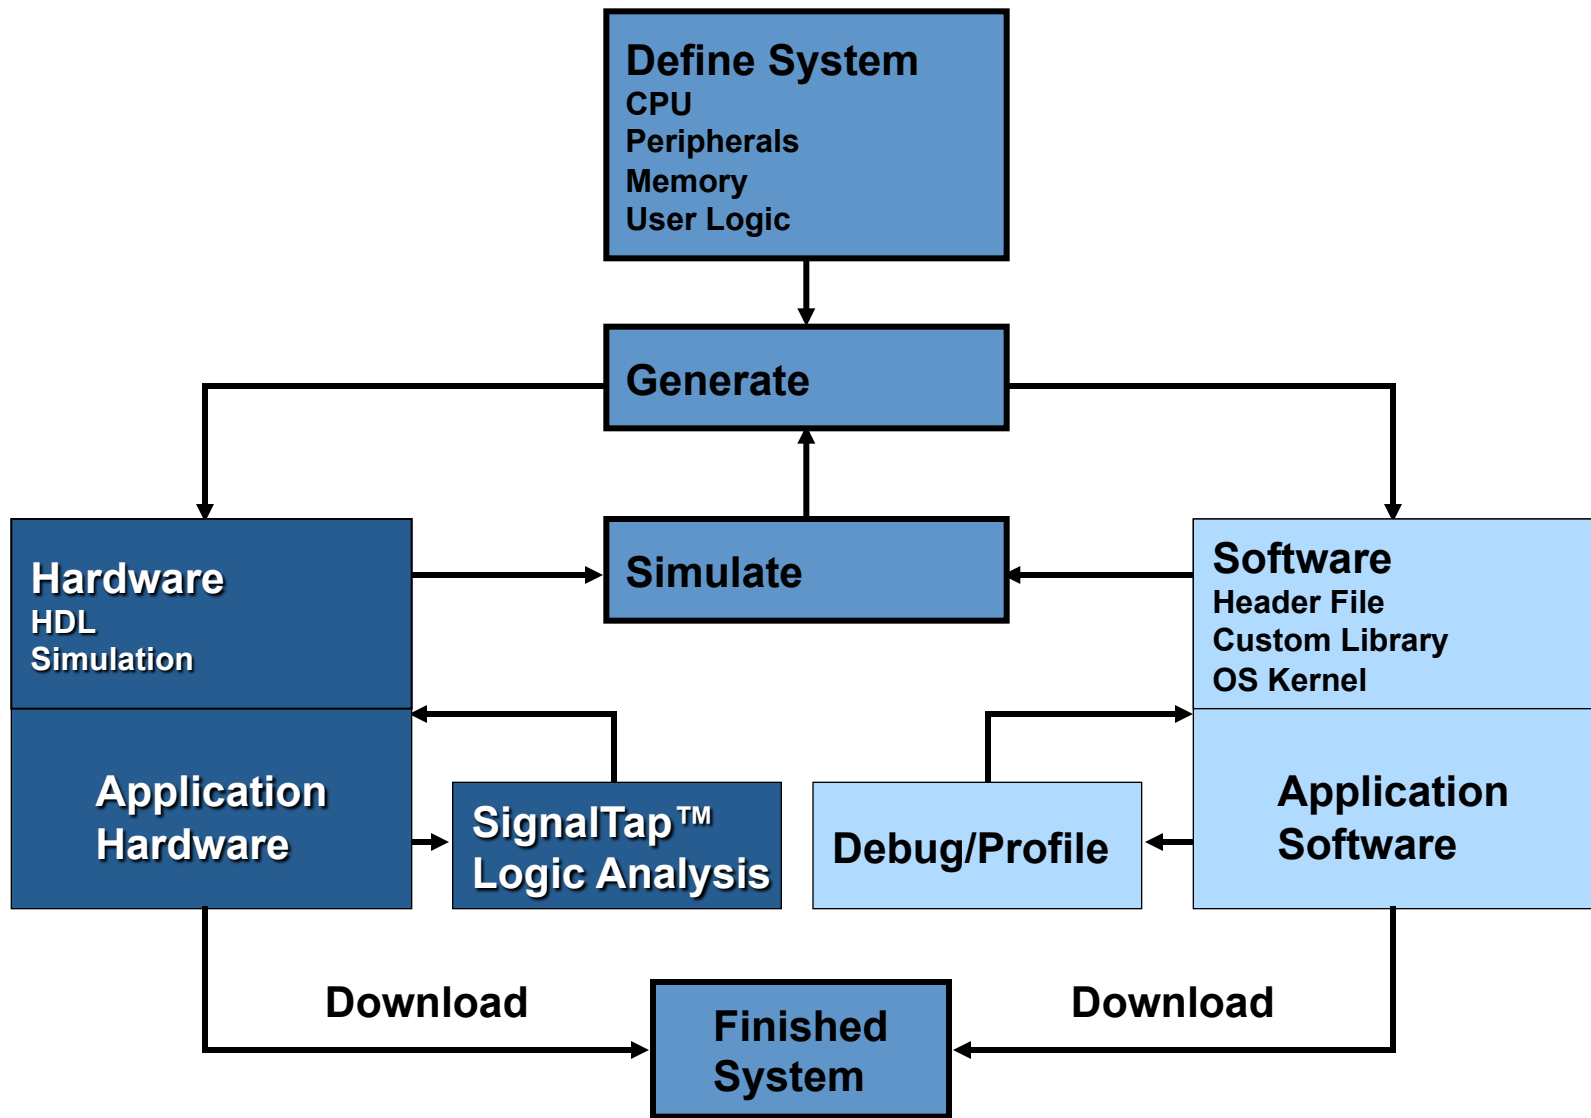 Define System
CPU
Peripherals
Memory
User Logic
Generate
Hardware
HDL
Simulation
Simulate
Software
Header File
Custom Library
OS Kernel
Application
Hardware
SignalTap™
Logic Analysis
Debug/Profile
Application
Software
Download
Finished
System
Download